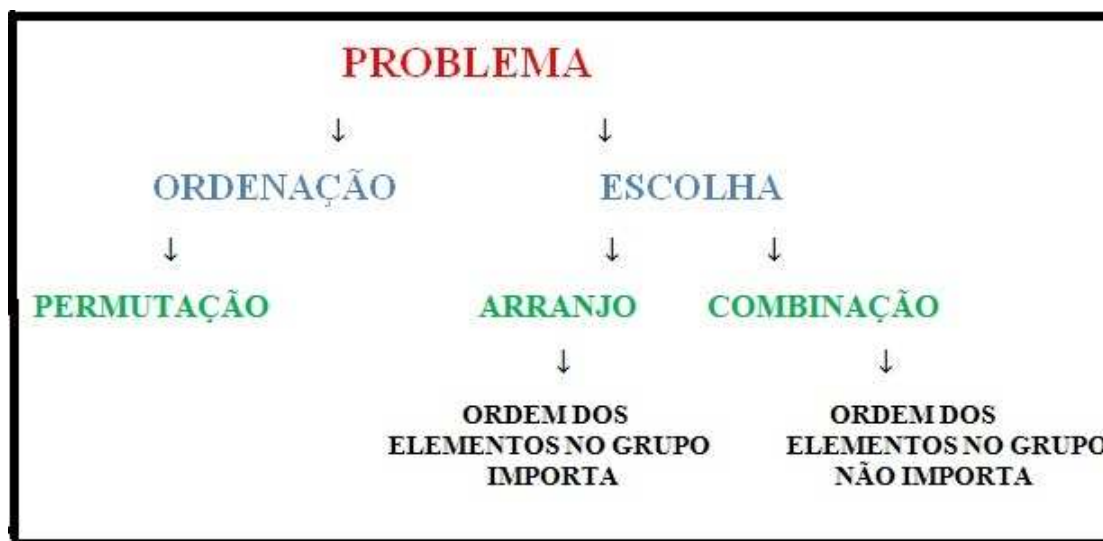 PROBLEMA
↓ ↓
ORDENAÇÃO ESCOLHA
↓ ↓ ↓
PERMUTAÇÃO ARRANJO COMBINAÇÃO
↓ ↓
ORDEM DOS
ELEMENTOS NO GRUPO
IMPORTA
ORDEM DOS
ELEMENTOS NO GRUPO
NÃO IMPORTA